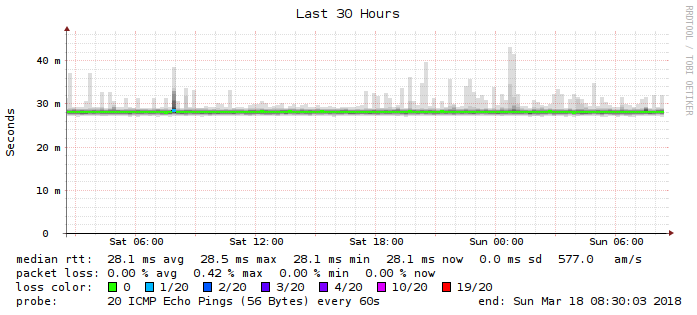 Last 30 Hours
RRDTOOL / TOBI OETIKER
Seconds
40 m
30 m
20 m
10 m
0
Sat 06:00 Sat 12:00 Sat 18:00 Sun 00:00 Sun 06:00
median rtt: 28.1 ms avg 28.5 ms max 28.1 ms min 28.1 ms now 0.0 ms sd 577.0 am/s
packet loss: 0.00 % avg 0.42 % max 0.00 % min 0.00 % now
loss color: 0 1/20 2/20 3/20 4/20 10/20 19/20
probe: 20 ICMP Echo Pings (56 Bytes) every 60s end: Sun Mar 18 08:30:03 2018